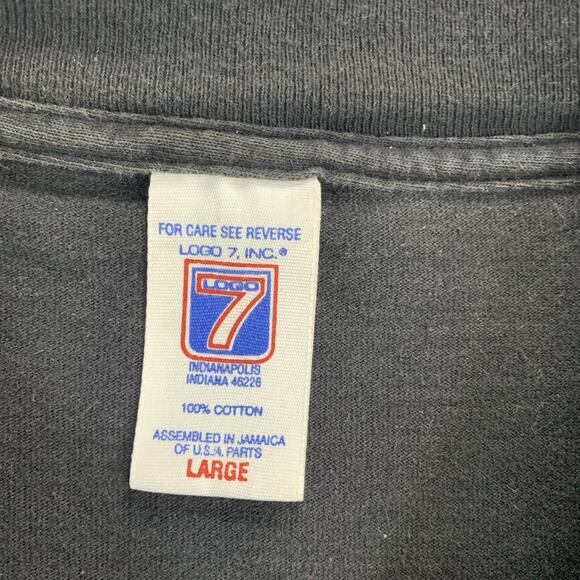 FOR CARE SEE REVERSE
LOGO 7, INC.®
LOGO
7
INDIANAPOLIS
INDIANA 46226
100% COTTON
ASSEMBLED IN JAMAICA
OF U.S.A. PARTS
LARGE